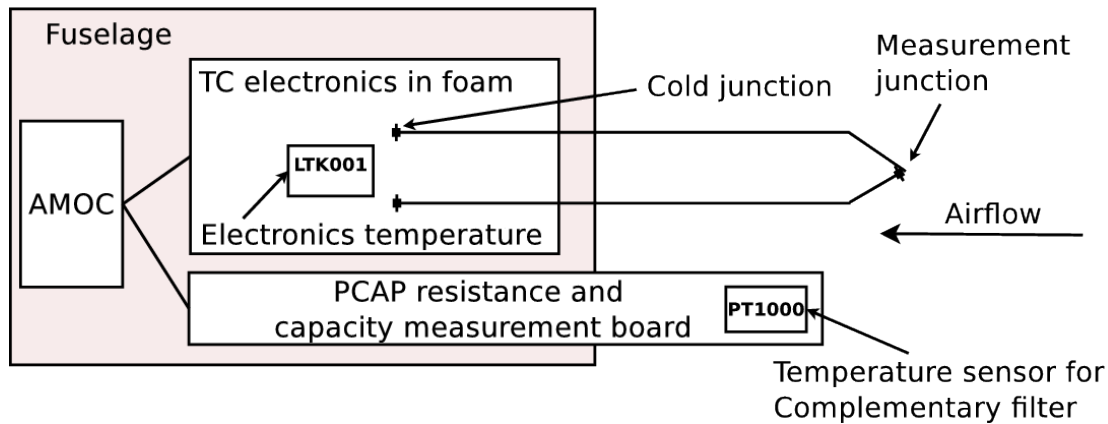 Fuselage
TC electronics in foam
Cold junction
Measurement
junction
LTK001
AMOC
Airflow
Electronics temperature
PCAP resistance and
capacity measurement board
PT1000
Temperature sensor for
Complementary filter